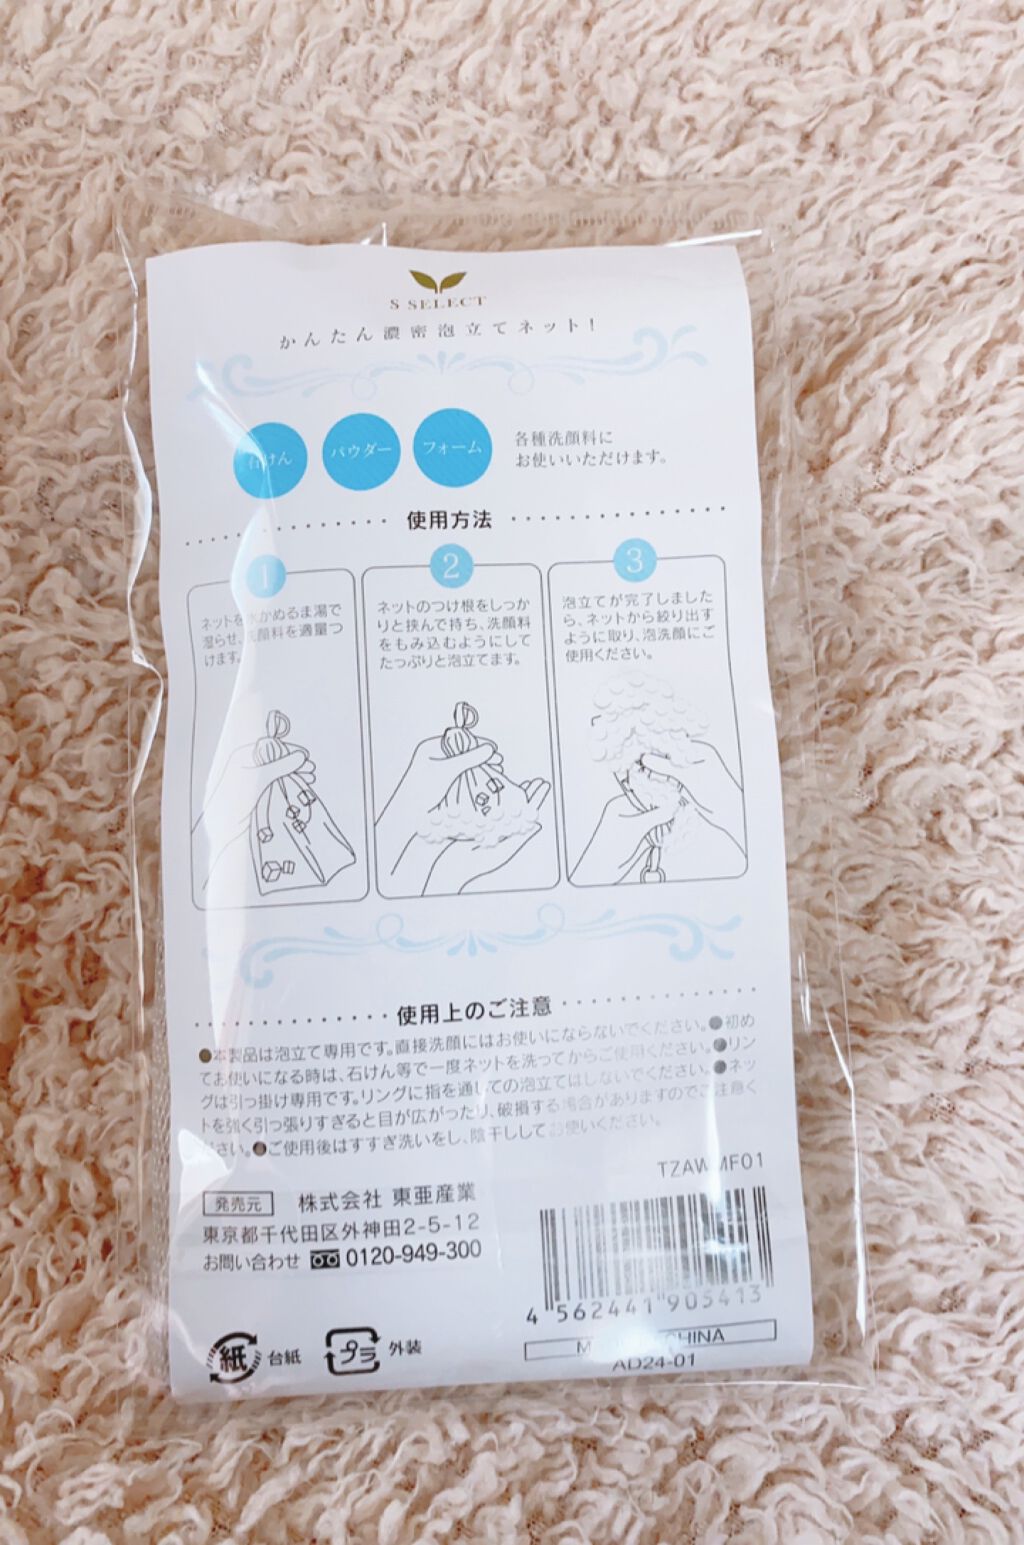 S SELECT
かんたん濃密泡立てネット!
石けん パウダー フォーム
各種洗顔料に
お使いいただけます。
使用方法
1
ネットを水かぬるま湯で
湿らせ、洗顔料を適量つ
けます。
2
ネットのつけ根をしっか
りと挟んで持ち、洗顔料
をもみ込むようにして
たっぷりと泡立てます。
3
泡立てが完了しました
ら、ネットから絞り出す
ように取り、泡洗顔にご
使用ください。
使用上のご注意
●本製品は泡立て専用です。直接洗顔にはお使いにならないでください。●初め
てお使いになる時は、石けん等で一度ネットを洗ってからご使用ください。●リン
グは引っ掛け専用です。リングに指を通しての泡立てはしないでください。●ネッ
トを強く引っ張りすぎると目が広がったり、破損する場合がありますのでご注意く
ださい。●ご使用後はすすぎ洗いをし、陰干ししてお使いください。
TZAWMF01
発売元 株式会社 東亜産業
東京都千代田区外神田2-5-12
お問い合わせ 0120-949-300
4 562441 905413
紙 台紙 プラ 外装
MADE IN CHINA
AD24-01